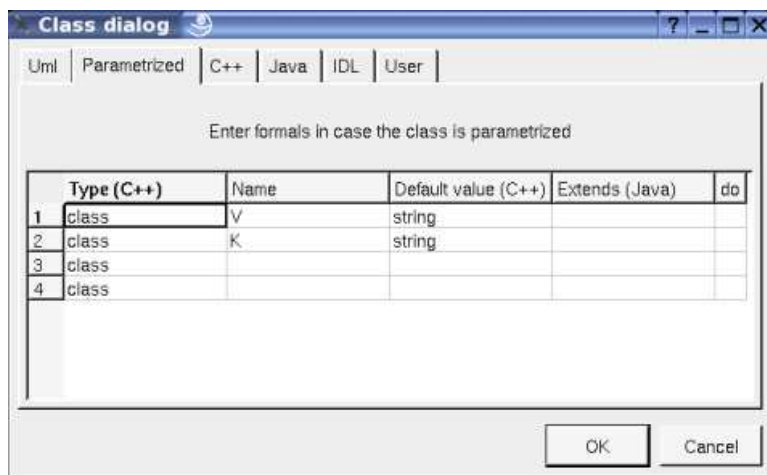 Class dialog ? _
Uml Parametrized C++ Java IDL User
Enter formals in case the class is parametrized
Type (C++) Name Default value (C++) Extends (Java) do
1 class V string
2 class K string
3 class
4 class
OK Cancel